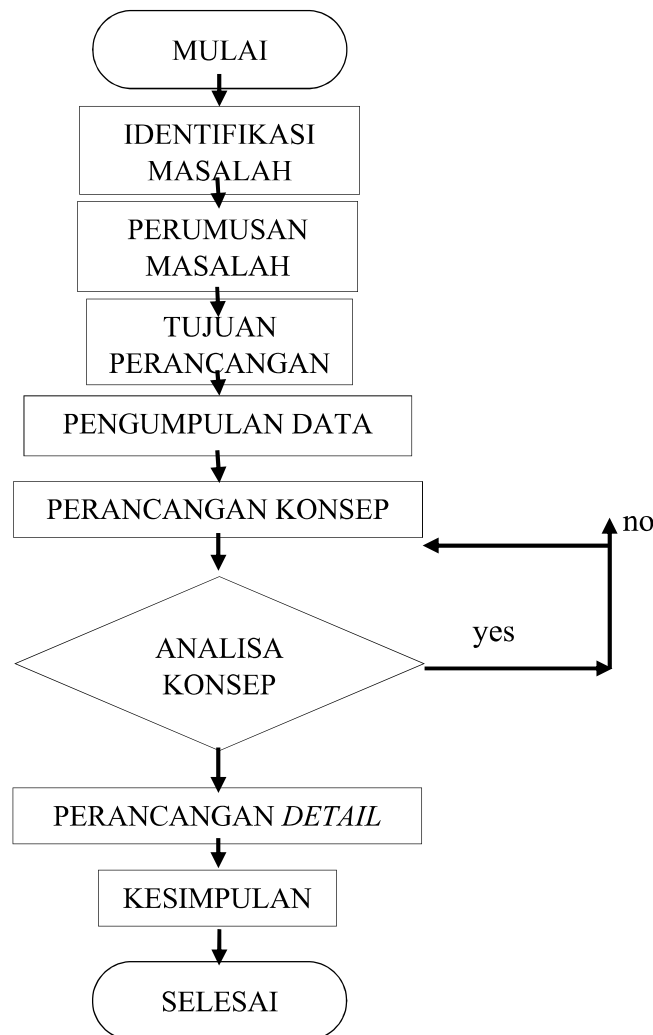 MULAI
IDENTIFIKASI
MASALAH
PERUMUSAN
MASALAH
TUJUAN
PERANCANGAN
PENGUMPULAN DATA
PERANCANGAN KONSEP
no
yes
ANALISA
KONSEP
PERANCANGAN DETAIL
KESIMPULAN
SELESAI